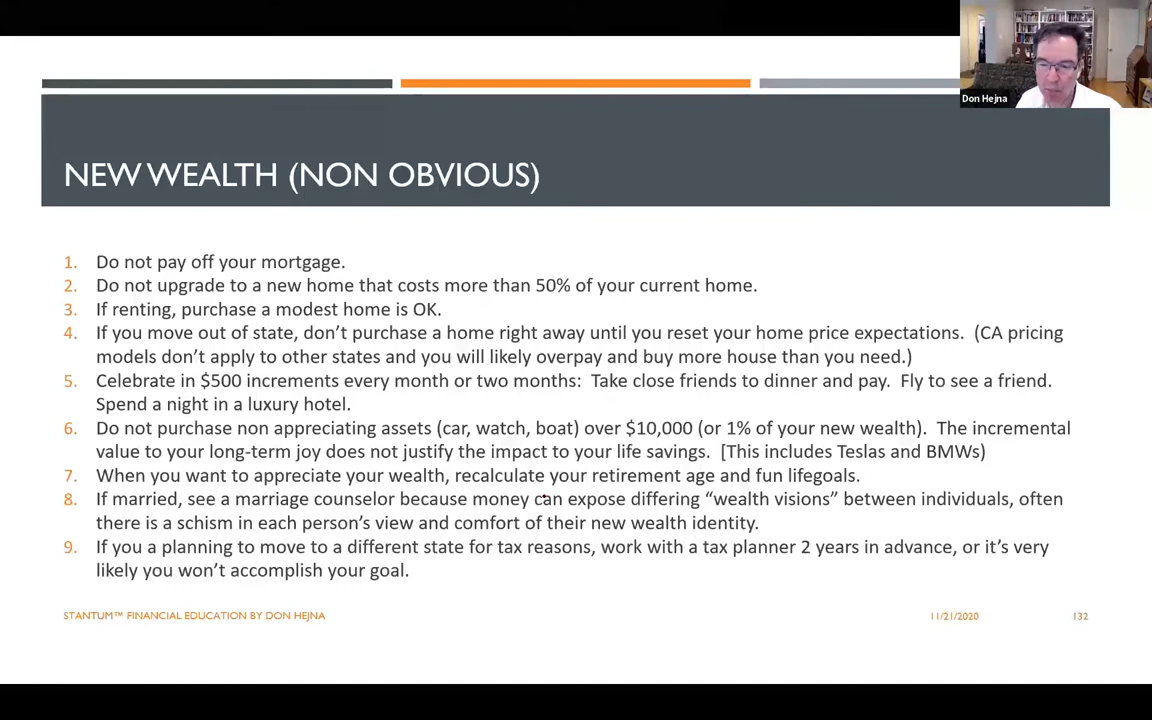 Don Hejna
NEW WEALTH (NON OBVIOUS)
1. Do not pay off your mortgage.
2. Do not upgrade to a new home that costs more than 50% of your current home.
3. If renting, purchase a modest home is OK.
4. If you move out of state, don’t purchase a home right away until you reset your home price expectations. (CA pricing
models don’t apply to other states and you will likely overpay and buy more house than you need.)
5. Celebrate in $500 increments every month or two months: Take close friends to dinner and pay. Fly to see a friend.
Spend a night in a luxury hotel.
6. Do not purchase non appreciating assets (car, watch, boat) over $10,000 (or 1% of your new wealth). The incremental
value to your long-term joy does not justify the impact to your life savings. [This includes Teslas and BMWs)
7. When you want to appreciate your wealth, recalculate your retirement age and fun lifegoals.
8. If married, see a marriage counselor because money can expose differing “wealth visions” between individuals, often
there is a schism in each person’s view and comfort of their new wealth identity.
9. If you a planning to move to a different state for tax reasons, work with a tax planner 2 years in advance, or it’s very
likely you won’t accomplish your goal.
STANTUM™ FINANCIAL EDUCATION BY DON HEJNA
11/21/2020
132